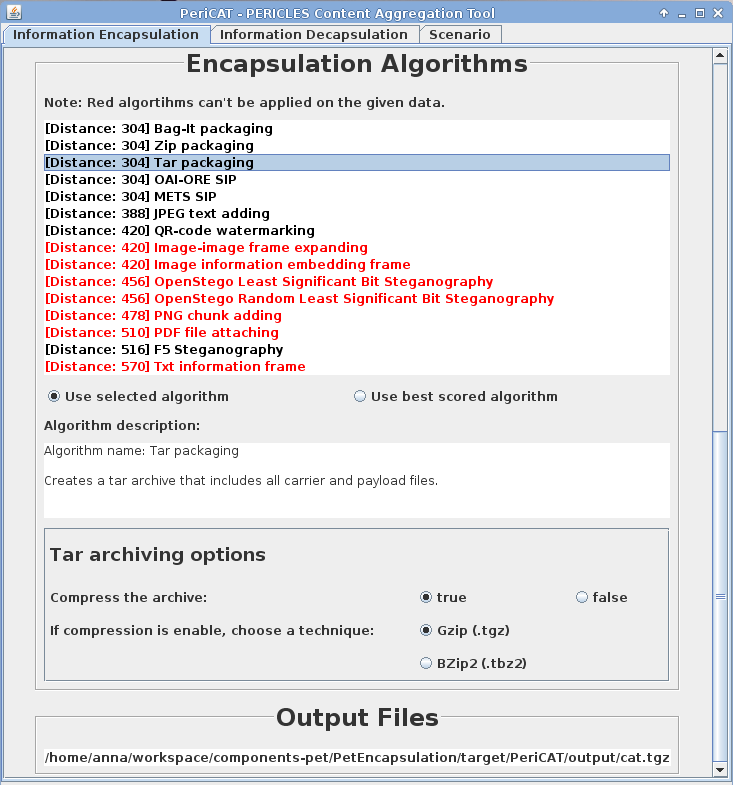 PeriCAT - PERICLES Content Aggregation Tool
Information Encapsulation Information Decapsulation Scenario
Encapsulation Algorithms
Note: Red algortihms can't be applied on the given data.
[Distance: 304] Bag-It packaging
[Distance: 304] Zip packaging
[Distance: 304] Tar packaging
[Distance: 304] OAI-ORE SIP
[Distance: 304] METS SIP
[Distance: 388] JPEG text adding
[Distance: 420] QR-code watermarking
[Distance: 420] Image-image frame expanding
[Distance: 420] Image information embedding frame
[Distance: 456] OpenStego Least Significant Bit Steganography
[Distance: 456] OpenStego Random Least Significant Bit Steganography
[Distance: 478] PNG chunk adding
[Distance: 510] PDF file attaching
[Distance: 516] F5 Steganography
[Distance: 570] Txt information frame
Use selected algorithm Use best scored algorithm
Algorithm description:
Algorithm name: Tar packaging
Creates a tar archive that includes all carrier and payload files.
Tar archiving options
Compress the archive: true false
If compression is enable, choose a technique: Gzip (.tgz)
BZip2 (.tbz2)
Output Files
/home/anna/workspace/components-pet/PetEncapsulation/target/PeriCAT/output/cat.tgz